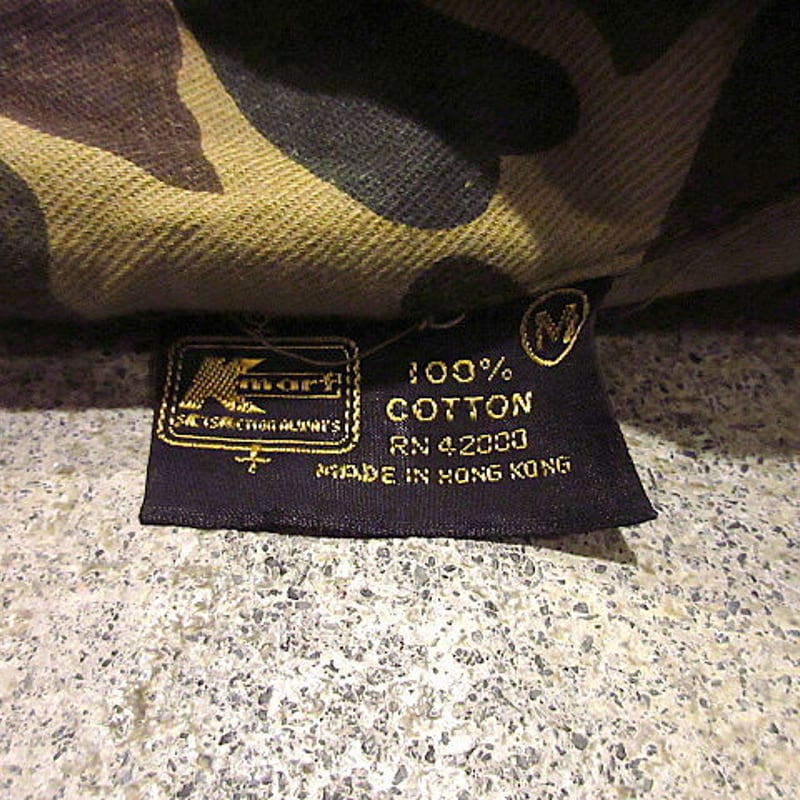 M
Kmart
SATISFACTION ALWAYS
100%
COTTON
RN 42000
MADE IN HONG KONG